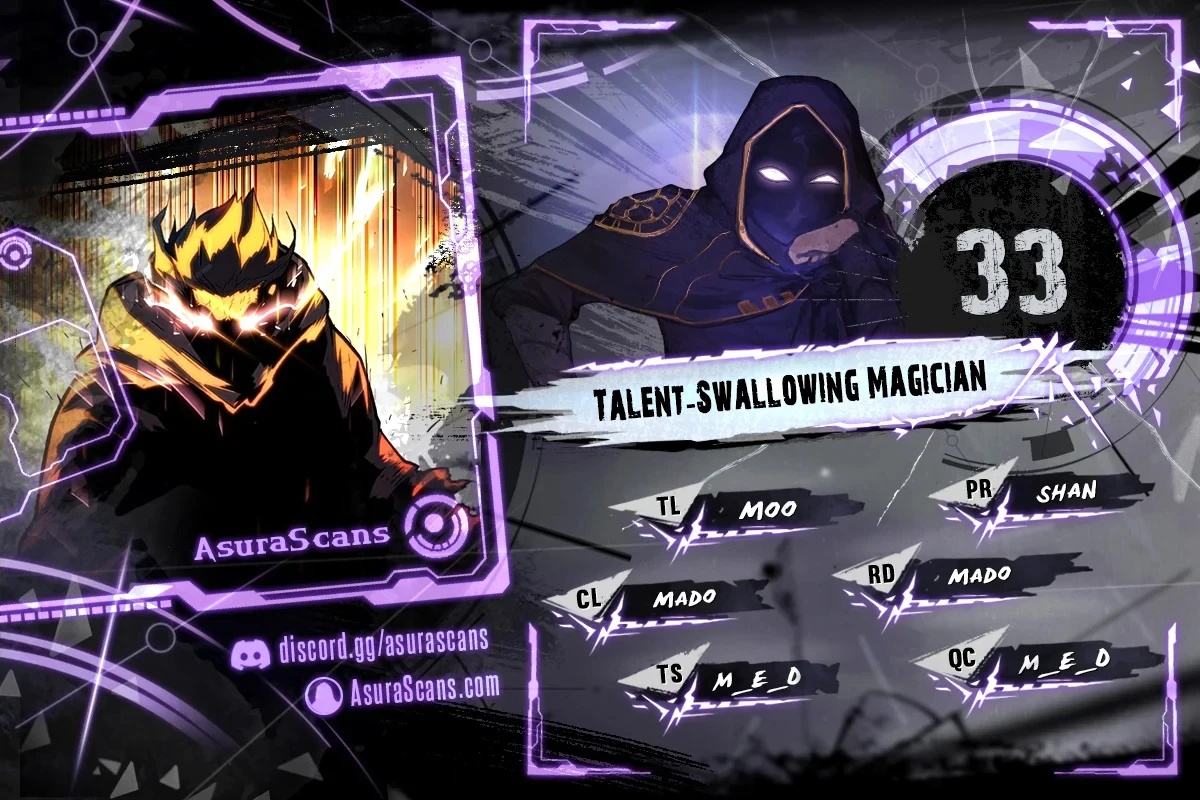 33
TALENT-SWALLOWING MAGICIAN
TL MOO
PR SHAN
CL MADO
RD MADO
TS M_E_D
QC M_E_D
AsuraScans
discord.gg/asurascans
AsuraScans.com